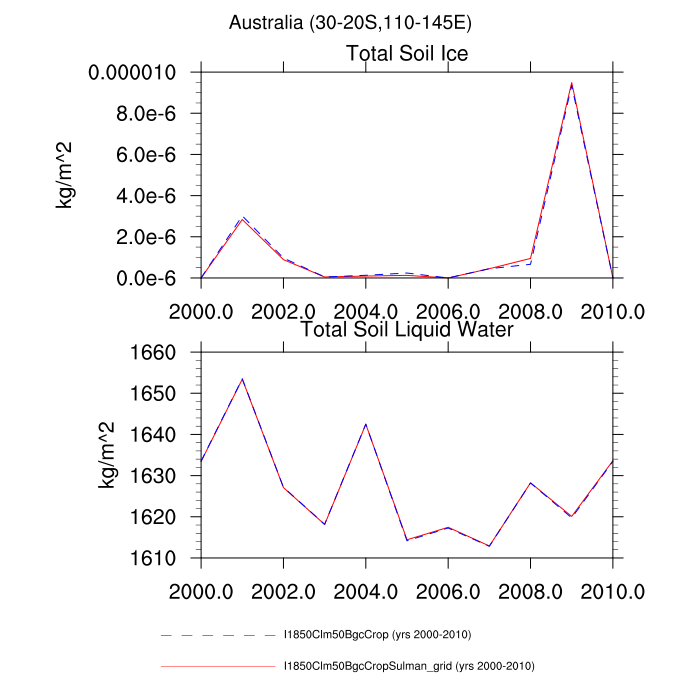 Australia (30-20S,110-145E)
Total Soil Ice
0.000010
8.0e-6
6.0e-6
4.0e-6
2.0e-6
0.0e-6
kg/m^2
2000.0 2002.0 2004.0 2006.0 2008.0 2010.0
Total Soil Liquid Water
1660
1650
1640
1630
1620
1610
kg/m^2
2000.0 2002.0 2004.0 2006.0 2008.0 2010.0
I1850Clm50BgcCrop (yrs 2000-2010)
I1850Clm50BgcCropSulman_grid (yrs 2000-2010)